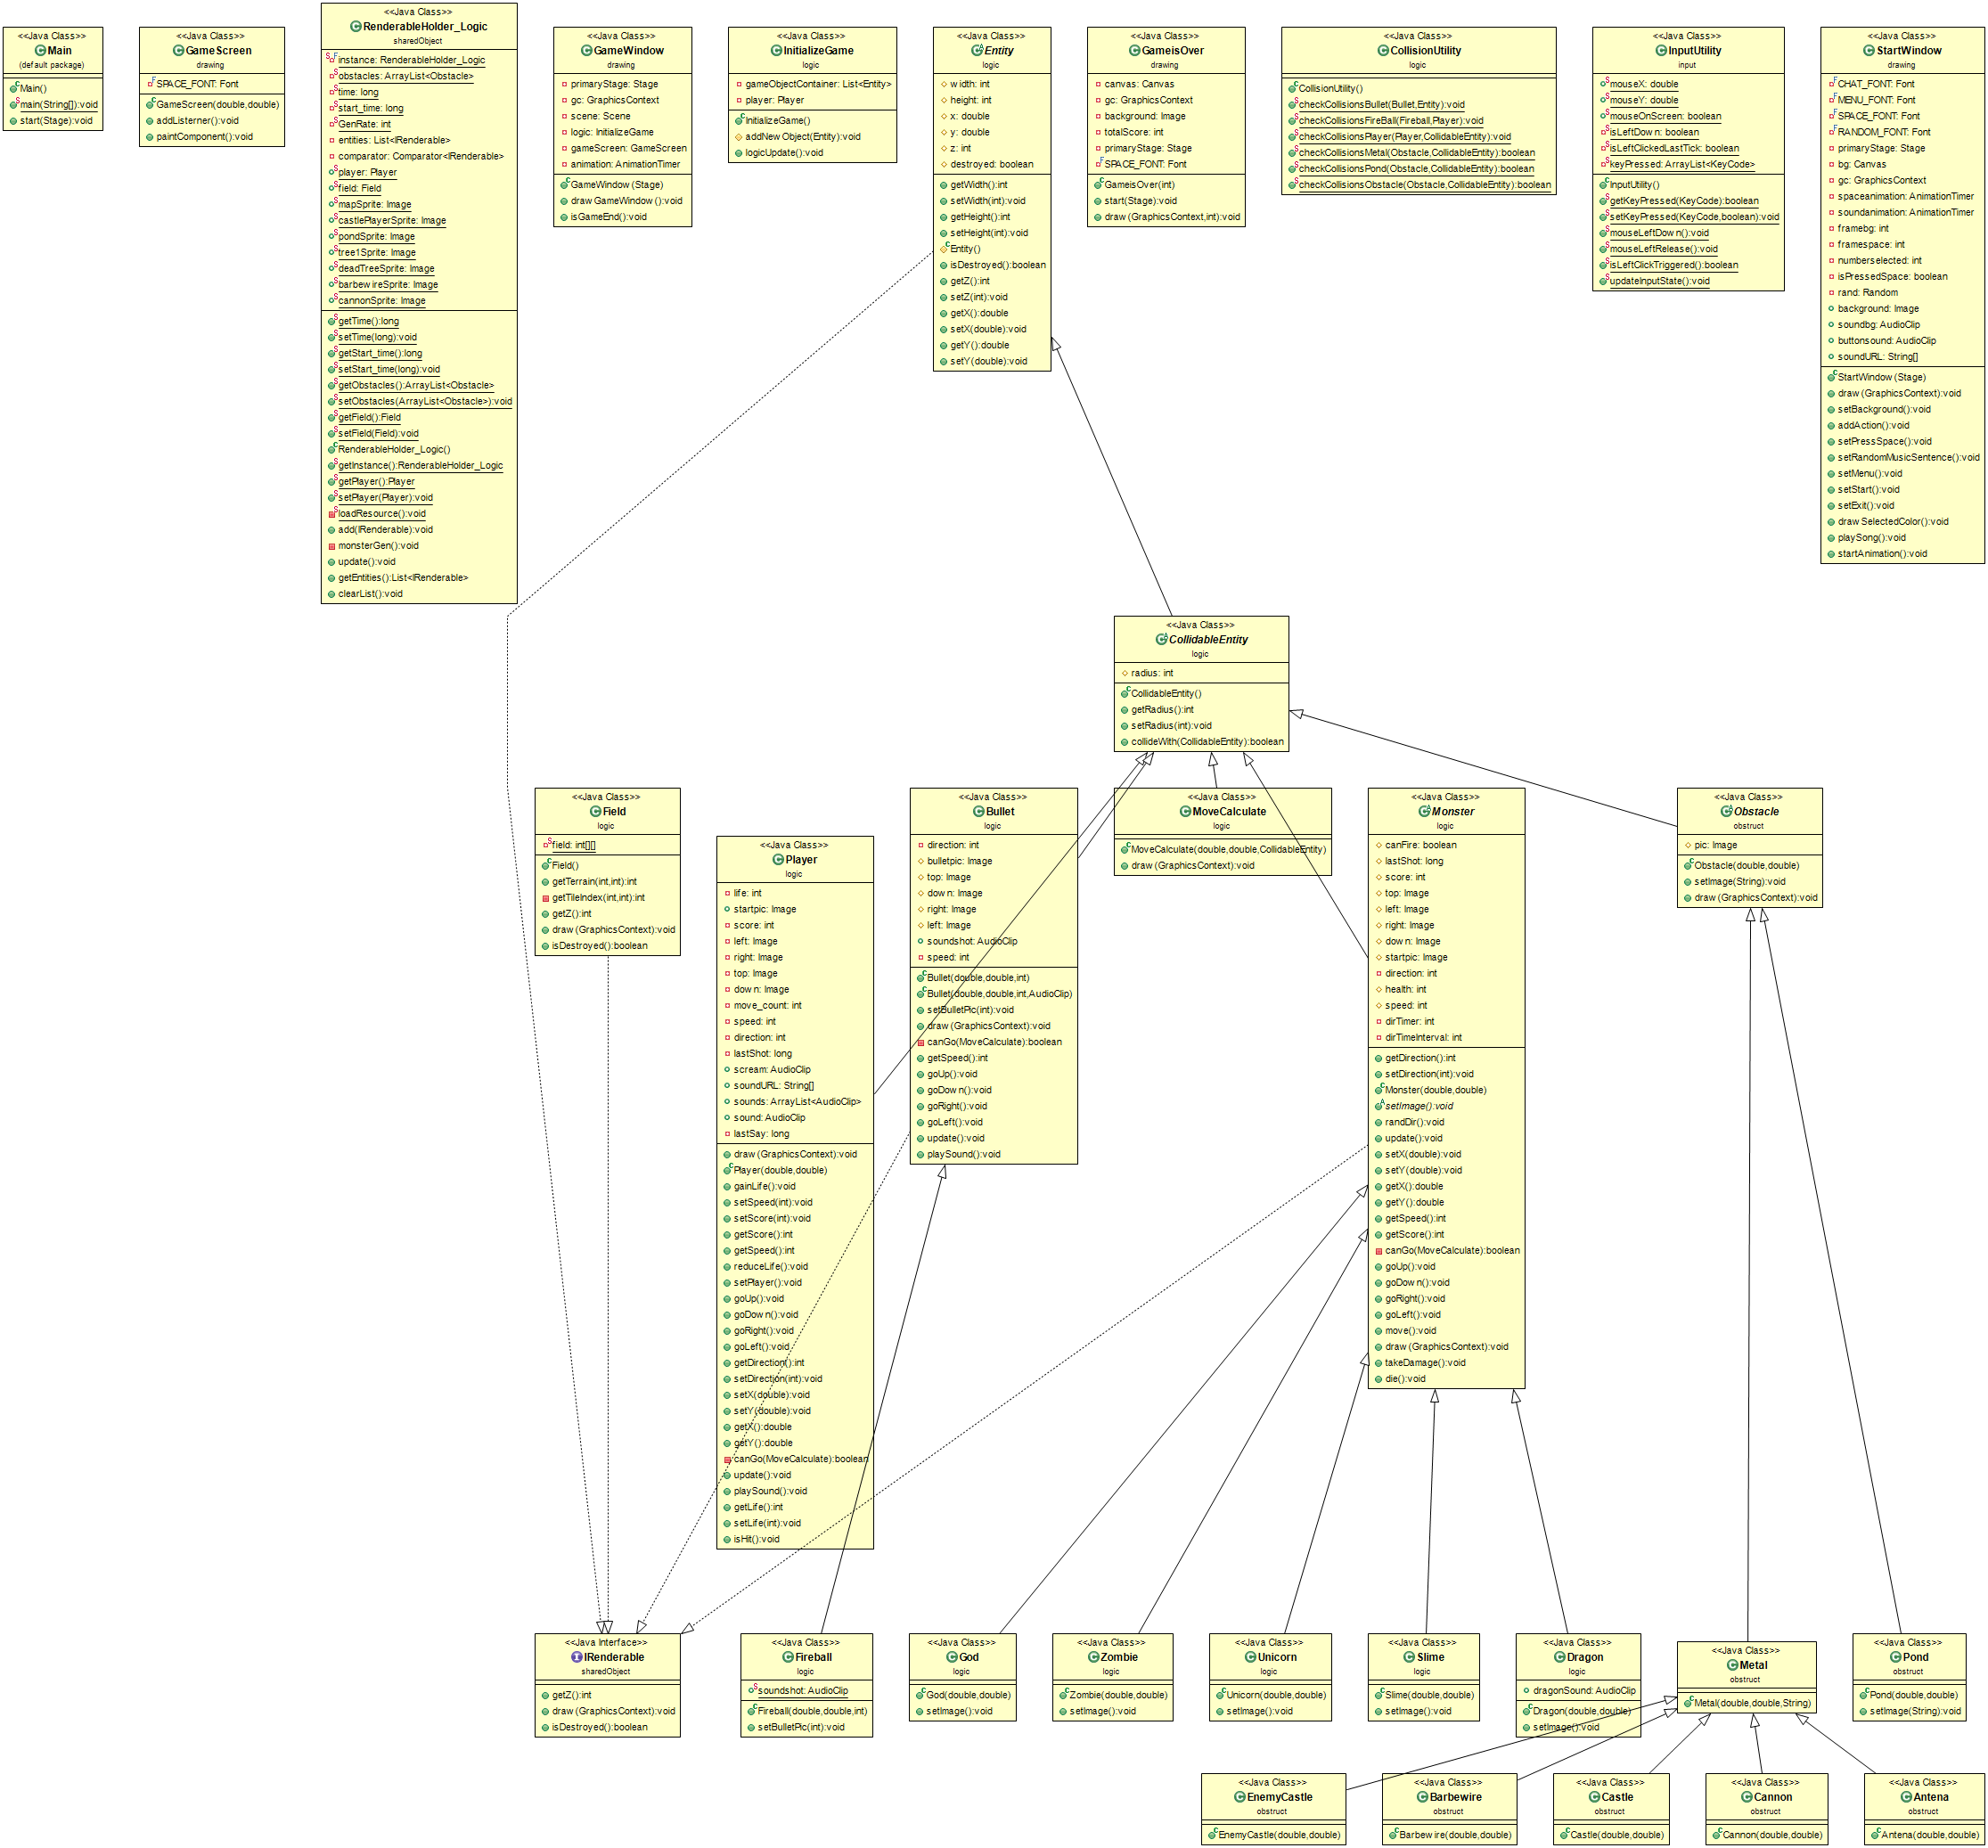 <<Java Class>>
Main
(default package)
Main()
main(String[]):void
start(Stage):void
<<Java Class>>
GameScreen
drawing
SPACE_FONT: Font
GameScreen(double,double)
addListerner():void
paintComponent():void
<<Java Class>>
RenderableHolder_Logic
sharedObject
instance: RenderableHolder_Logic
obstacles: ArrayList<Obstacle>
time: long
start_time: long
GenRate: int
entities: List<IRenderable>
comparator: Comparator<IRenderable>
player: Player
field: Field
mapSprite: Image
castlePlayerSprite: Image
pondSprite: Image
tree1Sprite: Image
deadTreeSprite: Image
barbewireSprite: Image
cannonSprite: Image
getTime():long
setTime(long):void
getStart_time():long
setStart_time(long):void
getObstacles():ArrayList<Obstacle>
setObstacles(ArrayList<Obstacle>):void
getField():Field
setField(Field):void
RenderableHolder_Logic()
getInstance():RenderableHolder_Logic
getPlayer():Player
setPlayer(Player):void
loadResource():void
add(IRenderable):void
monsterGen():void
update():void
getEntities():List<IRenderable>
clearList():void
<<Java Class>>
GameWindow
drawing
primaryStage: Stage
gc: GraphicsContext
scene: Scene
logic: InitializeGame
gameScreen: GameScreen
animation: AnimationTimer
GameWindow(Stage)
drawGameWindow():void
isGameEnd():void
<<Java Class>>
InitializeGame
logic
gameObjectContainer: List<Entity>
player: Player
InitializeGame()
addNewObject(Entity):void
logicUpdate():void
<<Java Class>>
Entity
logic
width: int
height: int
x: double
y: double
z: int
destroyed: boolean
getWidth():int
setWidth(int):void
getHeight():int
setHeight(int):void
Entity()
isDestroyed():boolean
getZ():int
setZ(int):void
getX():double
setX(double):void
getY():double
setY(double):void
<<Java Class>>
GameisOver
drawing
canvas: Canvas
gc: GraphicsContext
background: Image
totalScore: int
primaryStage: Stage
SPACE_FONT: Font
GameisOver(int)
start(Stage):void
draw(GraphicsContext,int):void
<<Java Class>>
CollisionUtility
logic
CollisionUtility()
checkCollisionsBullet(Bullet,Entity):void
checkCollisionsFireBall(Fireball,Player):void
checkCollisionsPlayer(Player,CollidableEntity):void
checkCollisionsMetal(Obstacle,CollidableEntity):boolean
checkCollisionsPond(Obstacle,CollidableEntity):boolean
checkCollisionsObstacle(Obstacle,CollidableEntity):boolean
<<Java Class>>
InputUtility
input
mouseX: double
mouseY: double
mouseOnScreen: boolean
isLeftDown: boolean
isLeftClickedLastTick: boolean
keyPressed: ArrayList<KeyCode>
InputUtility()
getKeyPressed(KeyCode):boolean
setKeyPressed(KeyCode,boolean):void
mouseLeftDown():void
mouseLeftRelease():void
isLeftClickTriggered():boolean
updateInputState():void
<<Java Class>>
StartWindow
drawing
CHAT_FONT: Font
MENU_FONT: Font
SPACE_FONT: Font
RANDOM_FONT: Font
primaryStage: Stage
bg: Canvas
gc: GraphicsContext
spaceanimation: AnimationTimer
soundanimation: AnimationTimer
framebg: int
framespace: int
numberselected: int
isPressedSpace: boolean
rand: Random
background: Image
soundbg: AudioClip
buttonsound: AudioClip
soundURL: String[]
StartWindow(Stage)
draw(GraphicsContext):void
setBackground():void
addAction():void
setPressSpace():void
setRandomMusicSentence():void
setMenu():void
setStart():void
setExit():void
drawSelectedColor():void
playSong():void
startAnimation():void
<<Java Class>>
CollidableEntity
logic
radius: int
CollidableEntity()
getRadius():int
setRadius(int):void
collideWith(CollidableEntity):boolean
<<Java Class>>
Field
logic
field: int[][]
Field()
getTerrain(int,int):int
getTileIndex(int,int):int
getZ():int
draw(GraphicsContext):void
isDestroyed():boolean
<<Java Class>>
Player
logic
life: int
startpic: Image
score: int
left: Image
right: Image
top: Image
down: Image
move_count: int
speed: int
direction: int
lastShot: long
scream: AudioClip
soundURL: String[]
sounds: ArrayList<AudioClip>
sound: AudioClip
lastSay: long
draw(GraphicsContext):void
Player(double,double)
gainLife():void
setSpeed(int):void
setScore(int):void
getScore():int
getSpeed():int
reduceLife():void
setPlayer():void
goUp():void
goDown():void
goRight():void
goLeft():void
getDirection():int
setDirection(int):void
setX(double):void
setY(double):void
getX():double
getY():double
canGo(MoveCalculate):boolean
update():void
playSound():void
getLife():int
setLife(int):void
isHit():void
<<Java Class>>
Bullet
logic
direction: int
bulletpic: Image
top: Image
down: Image
right: Image
left: Image
soundshot: AudioClip
speed: int
Bullet(double,double,int)
Bullet(double,double,int,AudioClip)
setBulletPic(int):void
draw(GraphicsContext):void
canGo(MoveCalculate):boolean
getSpeed():int
goUp():void
goDown():void
goRight():void
goLeft():void
update():void
playSound():void
<<Java Class>>
MoveCalculate
logic
MoveCalculate(double,double,CollidableEntity)
draw(GraphicsContext):void
<<Java Class>>
Monster
logic
canFire: boolean
lastShot: long
score: int
top: Image
left: Image
right: Image
down: Image
startpic: Image
direction: int
health: int
speed: int
dirTimer: int
dirTimeInterval: int
getDirection():int
setDirection(int):void
Monster(double,double)
setImage():void
randDir():void
update():void
setX(double):void
setY(double):void
getX():double
getY():double
getSpeed():int
getScore():int
canGo(MoveCalculate):boolean
goUp():void
goDown():void
goRight():void
goLeft():void
move():void
draw(GraphicsContext):void
takeDamage():void
die():void
<<Java Class>>
Obstacle
obstruct
pic: Image
Obstacle(double,double)
setImage(String):void
draw(GraphicsContext):void
<<Java Interface>>
IRenderable
sharedObject
getZ():int
draw(GraphicsContext):void
isDestroyed():boolean
<<Java Class>>
Fireball
logic
soundshot: AudioClip
Fireball(double,double,int)
setBulletPic(int):void
<<Java Class>>
God
logic
God(double,double)
setImage():void
<<Java Class>>
Zombie
logic
Zombie(double,double)
setImage():void
<<Java Class>>
Unicorn
logic
Unicorn(double,double)
setImage():void
<<Java Class>>
Slime
logic
Slime(double,double)
setImage():void
<<Java Class>>
Dragon
logic
dragonSound: AudioClip
Dragon(double,double)
setImage():void
<<Java Class>>
Metal
obstruct
Metal(double,double,String)
<<Java Class>>
Pond
obstruct
Pond(double,double)
setImage(String):void
<<Java Class>>
EnemyCastle
obstruct
EnemyCastle(double,double)
<<Java Class>>
Barbewire
obstruct
Barbewire(double,double)
<<Java Class>>
Castle
obstruct
Castle(double,double)
<<Java Class>>
Cannon
obstruct
Cannon(double,double)
<<Java Class>>
Antena
obstruct
Antena(double,double)